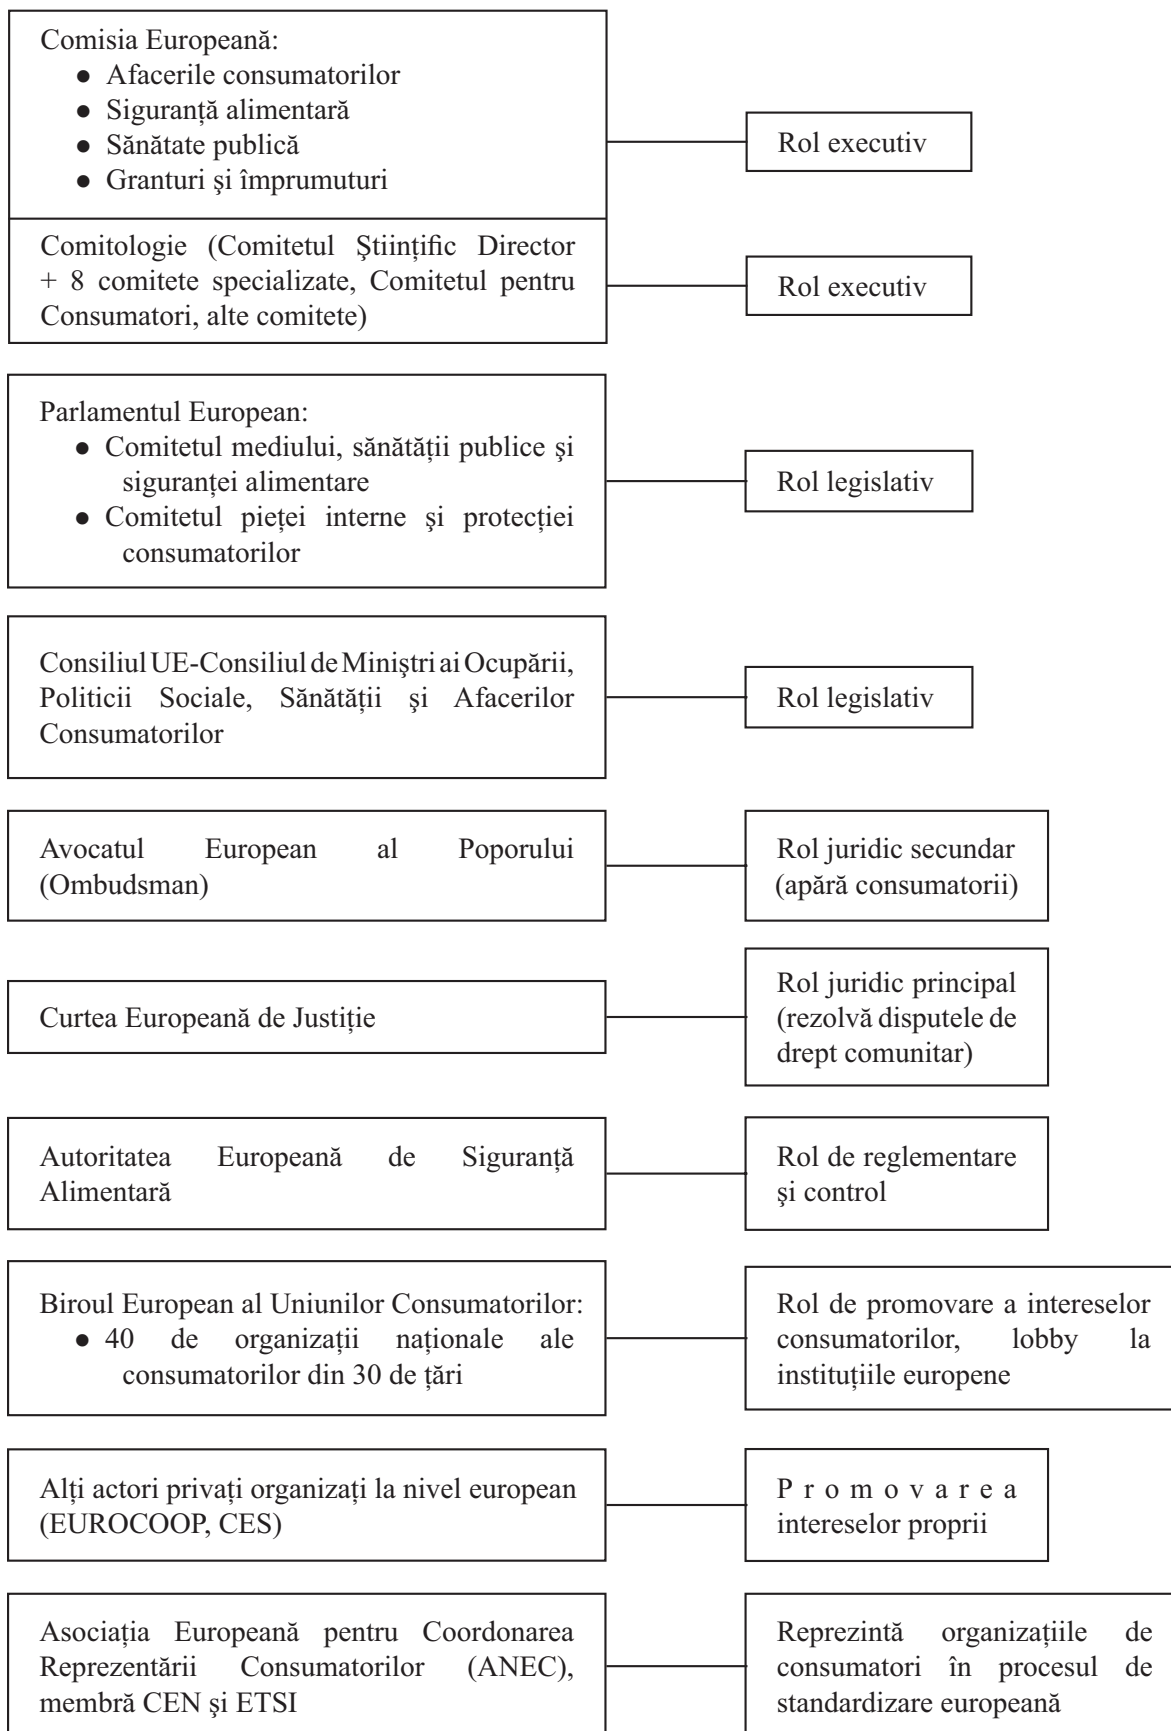 Comisia Europeană:
● Afacerile consumatorilor
● Siguranță alimentară
● Sănătate publică
● Granturi şi împrumuturi
Rol executiv
Comitologie (Comitetul Ştiințific Director
+ 8 comitete specializate, Comitetul pentru
Consumatori, alte comitete)
Rol executiv
Parlamentul European:
● Comitetul mediului, sănătății publice şi
siguranței alimentare
● Comitetul pieței interne şi protecției
consumatorilor
Rol legislativ
Consiliul UE-Consiliul de Miniştri ai Ocupării,
Politicii Sociale, Sănătății şi Afacerilor
Consumatorilor
Rol legislativ
Avocatul European al Poporului
(Ombudsman)
Rol juridic secundar
(apără consumatorii)
Curtea Europeană de Justiție
Rol juridic principal
(rezolvă disputele de
drept comunitar)
Autoritatea Europeană de Siguranță
Alimentară
Rol de reglementare
şi control
Biroul European al Uniunilor Consumatorilor:
● 40 de organizații naționale ale
consumatorilor din 30 de țări
Rol de promovare a intereselor
consumatorilor, lobby la
instituțiile europene
Alți actori privați organizați la nivel european
(EUROCOOP, CES)
Promovarea
intereselor proprii
Asociația Europeană pentru Coordonarea
Reprezentării Consumatorilor (ANEC),
membră CEN şi ETSI
Reprezintă organizațiile de
consumatori în procesul de
standardizare europeană